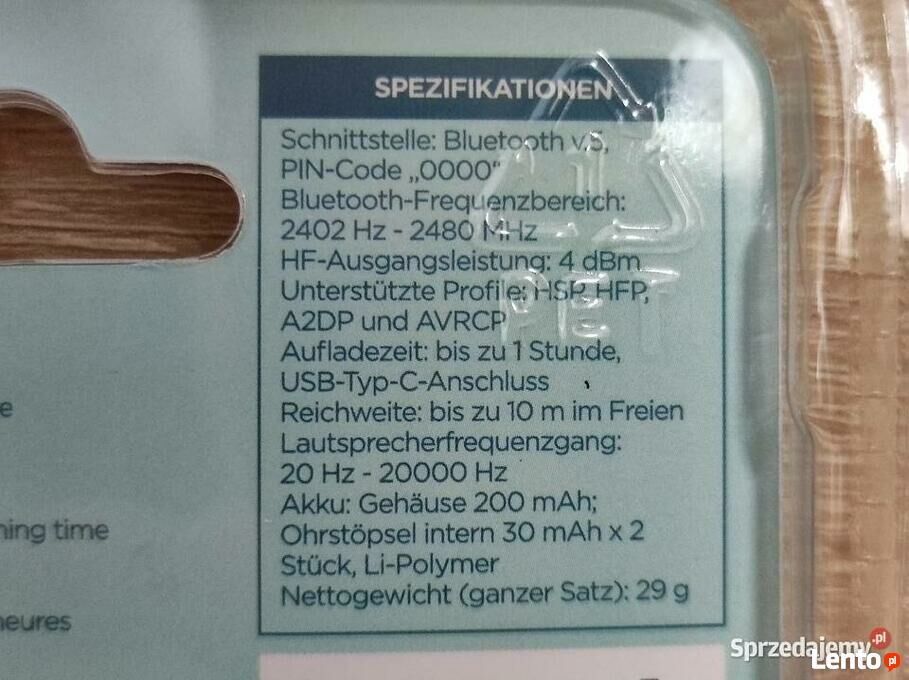 SPEZIFIKATIONEN
Schnittstelle: Bluetooth v.5,
PIN-Code „0000"
Bluetooth-Frequenzbereich:
2402 Hz - 2480 MHz
HF-Ausgangsleistung: 4 dBm
Unterstützte Profile: HSP, HFP,
A2DP und AVRCP
Aufladezeit: bis zu 1 Stunde,
USB-Typ-C-Anschluss
Reichweite: bis zu 10 m im Freien
Lautsprecherfrequenzgang:
20 Hz - 20000 Hz
Akku: Gehäuse 200 mAh;
Ohrstöpsel intern 30 mAh x 2
Stück, Li-Polymer
Nettogewicht (ganzer Satz): 29 g
PET
e
ning time
heures
Sprzedajemy.pl
Lento.pl